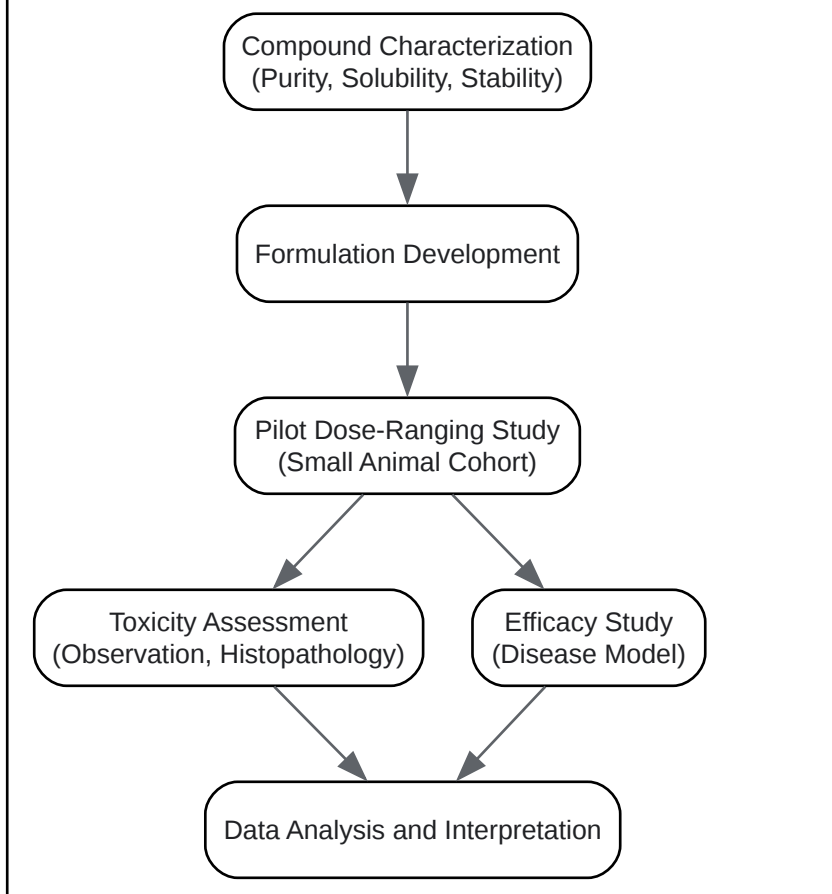 Compound Characterization
(Purity, Solubility, Stability)
Formulation Development
Pilot Dose-Ranging Study
(Small Animal Cohort)
Toxicity Assessment
(Observation, Histopathology)
Efficacy Study
(Disease Model)
Data Analysis and Interpretation